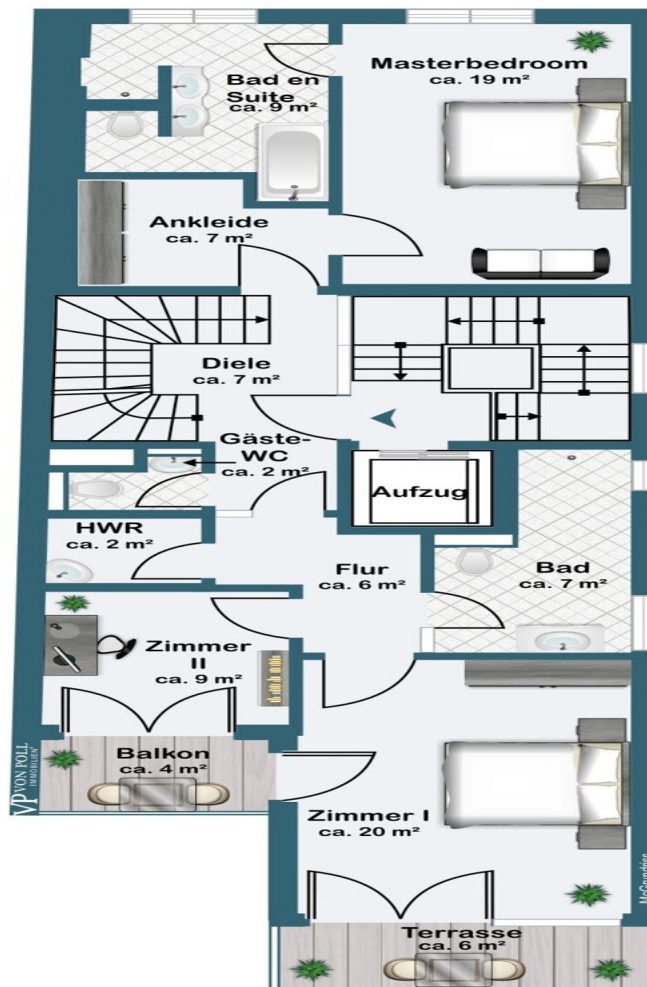 Bad en
Suite
ca. 9 m²
Masterbedroom
ca. 19 m²
Ankleide
ca. 7 m²
Diele
ca. 7 m²
Gäste-
WC
ca. 2 m²
Aufzug
HWR
ca. 2 m²
Flur
ca. 6 m²
Bad
ca. 7 m²
Zimmer
II
ca. 9 m²
Balkon
ca. 4 m²
Zimmer I
ca. 20 m²
Terrasse
ca. 6 m²
VP VON POLL
IMMOBILIEN
McGrundriss